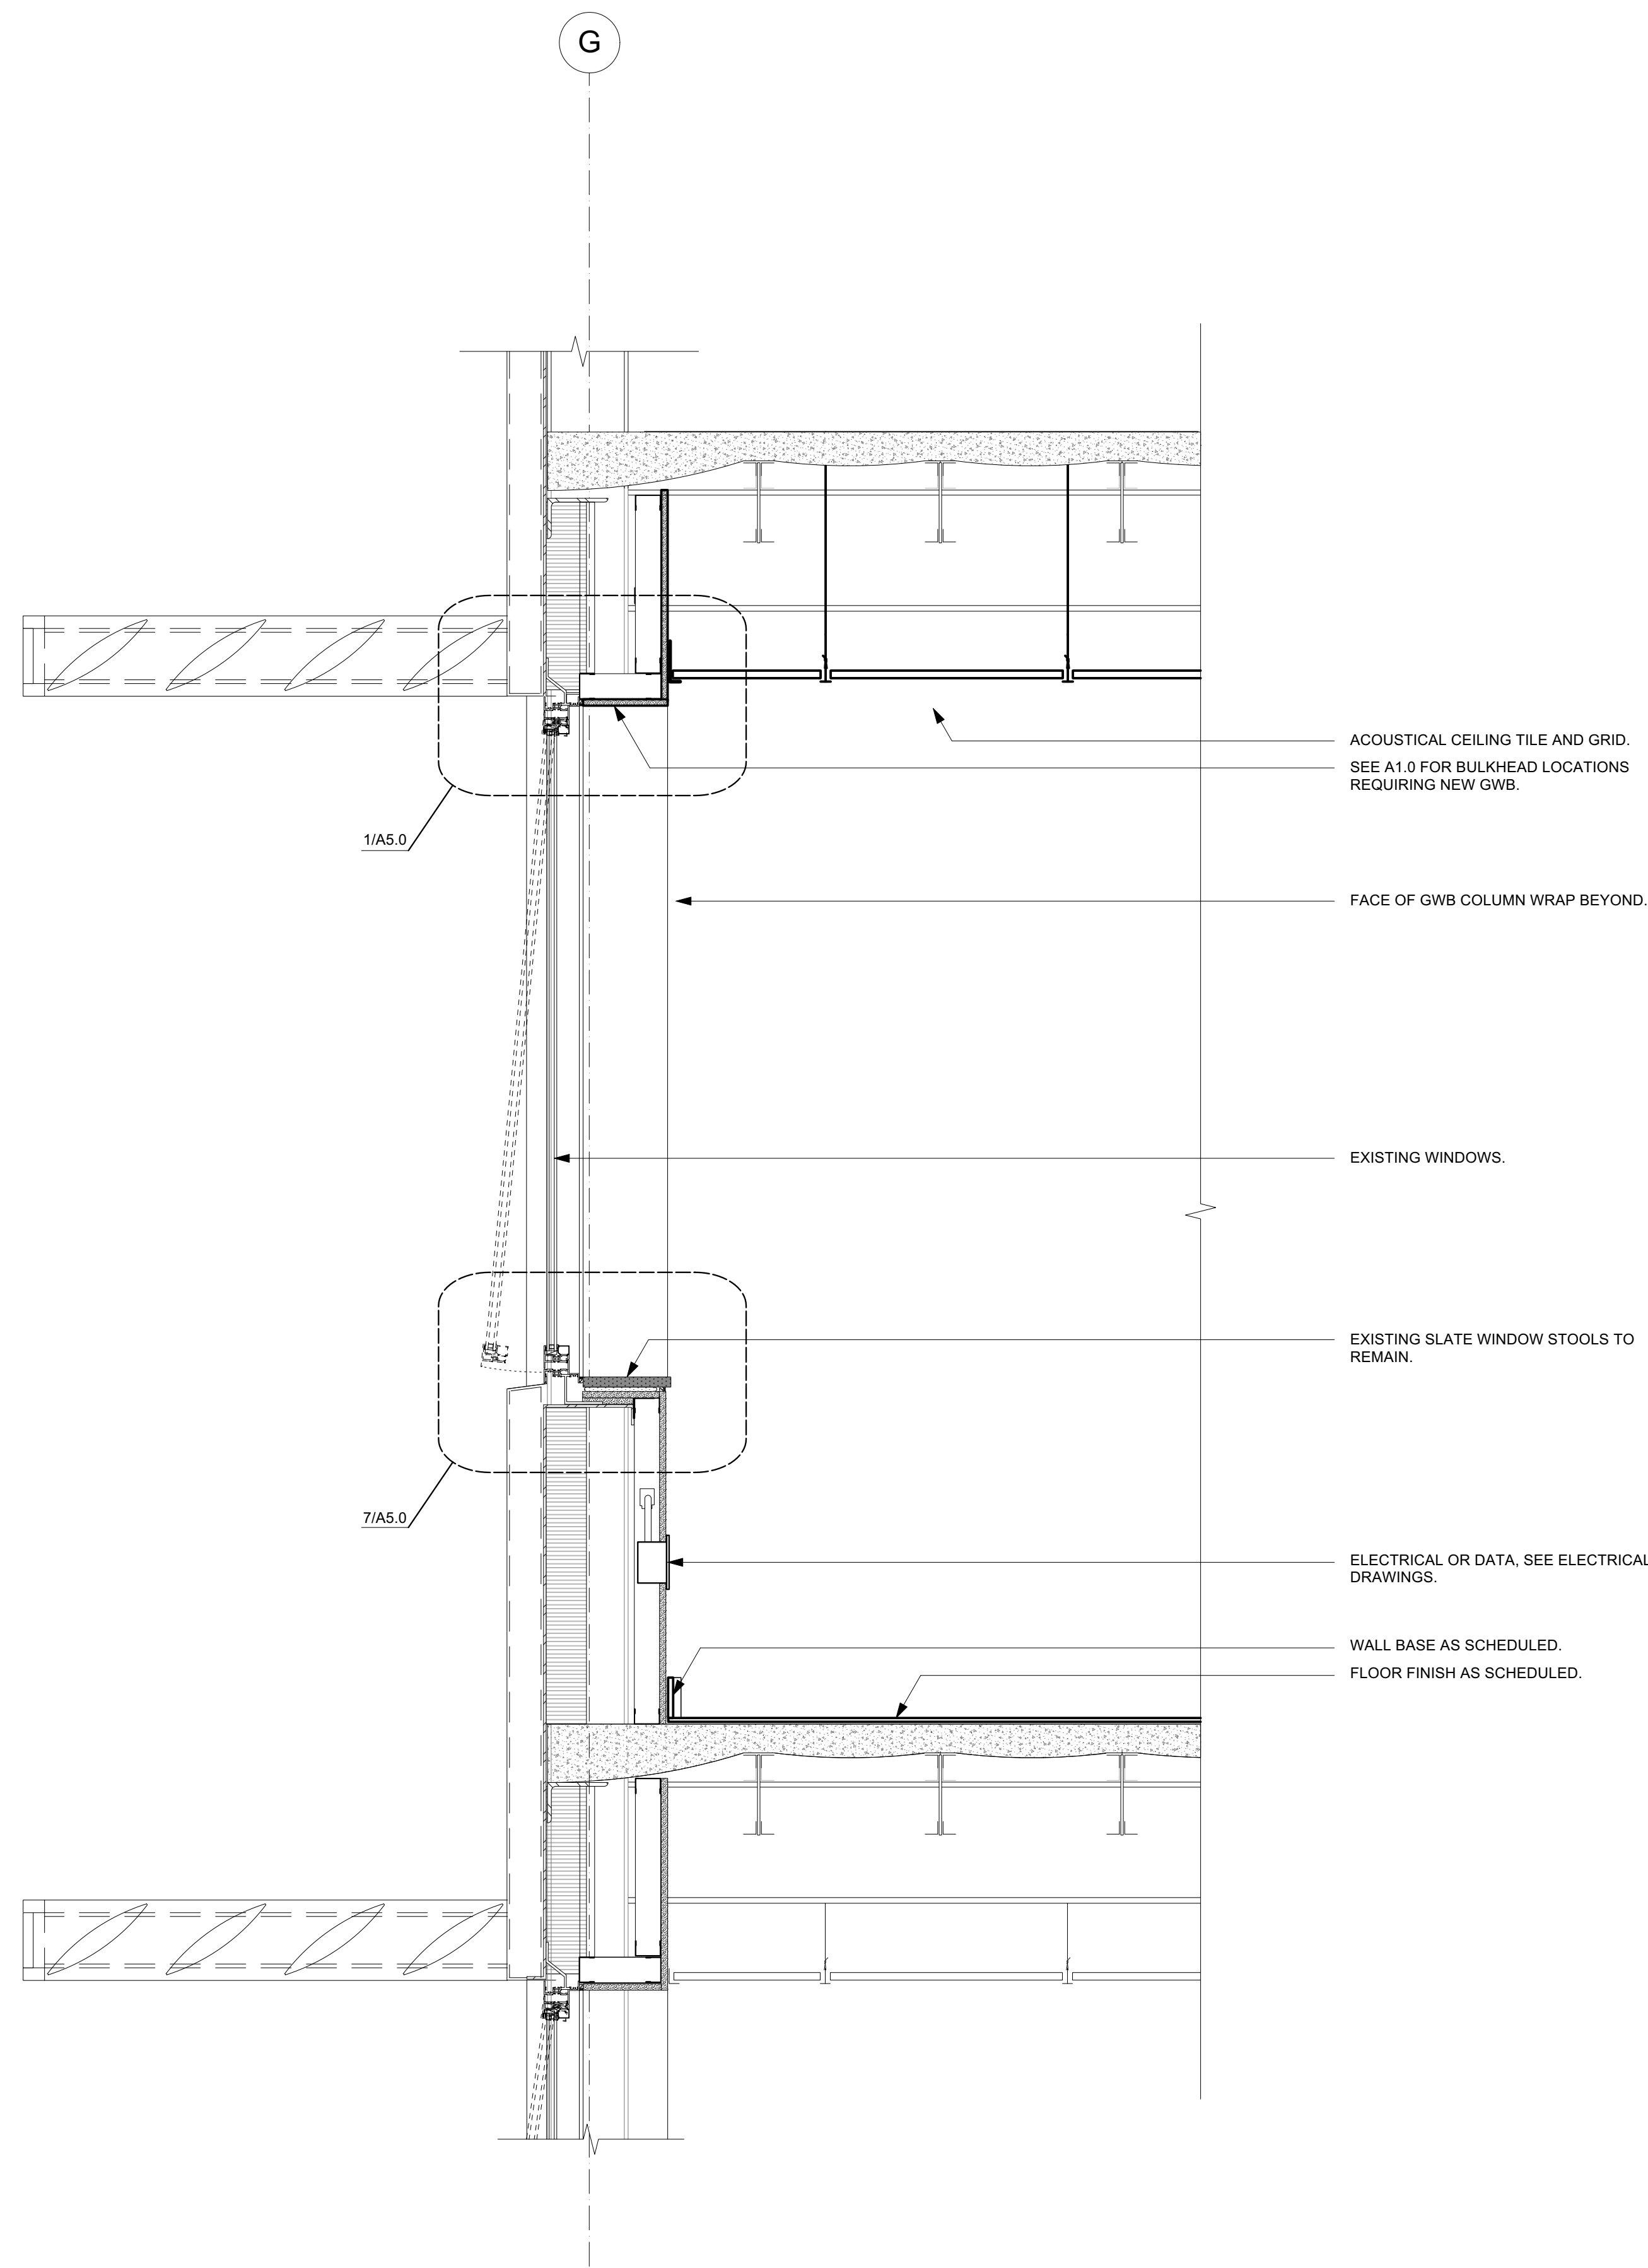 G
ACOUSTICAL CEILING TILE AND GRID.
SEE A1.0 FOR BULKHEAD LOCATIONS
REQUIRING NEW GWB.
1/A5.0
FACE OF GWB COLUMN WRAP BEYOND.
EXISTING WINDOWS.
EXISTING SLATE WINDOW STOOLS TO
REMAIN.
7/A5.0
ELECTRICAL OR DATA, SEE ELECTRICAL
DRAWINGS.
WALL BASE AS SCHEDULED.
FLOOR FINISH AS SCHEDULED.